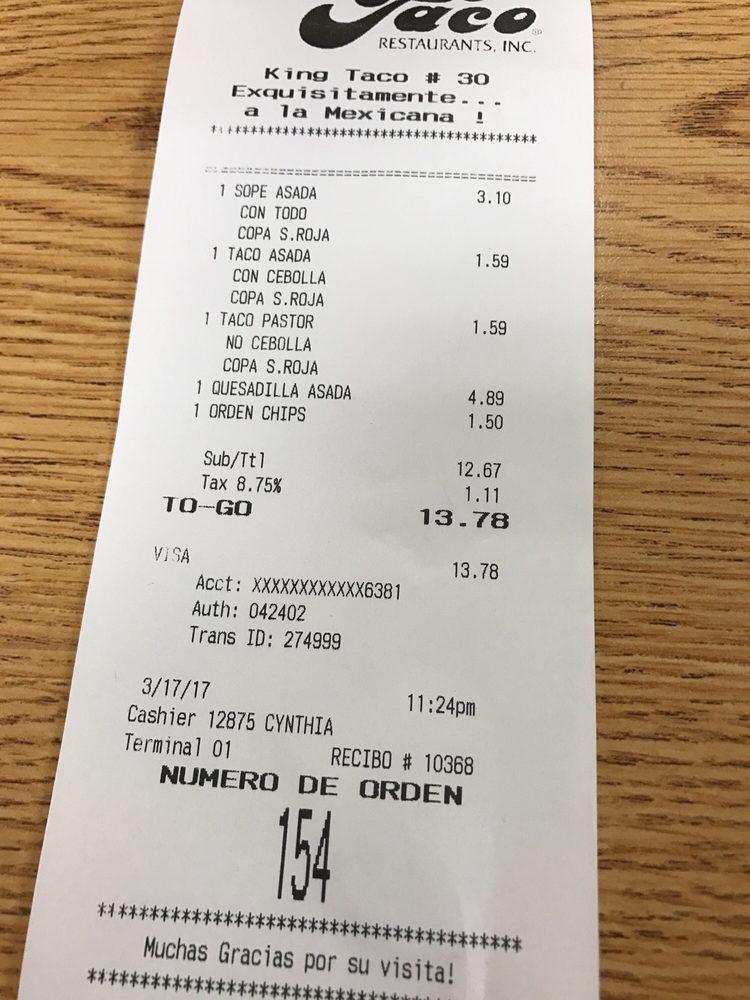 Taco
RESTAURANTS, INC.
King Taco # 30
Exquisitamente...
a la Mexicana !
****************************************
========================================
1 SOPE ASADA 3.10
CON TODO
COPA S.ROJA
1 TACO ASADA 1.59
CON CEBOLLA
COPA S.ROJA
1 TACO PASTOR 1.59
NO CEBOLLA
COPA S.ROJA
1 QUESADILLA ASADA 4.89
1 ORDEN CHIPS 1.50
Sub/Ttl 12.67
Tax 8.75% 1.11
TO-GO 13.78
VISA 13.78
Acct: XXXXXXXXXXXX6381
Auth: 042402
Trans ID: 274999
3/17/17 11:24pm
Cashier 12875 CYNTHIA
Terminal 01 RECIBO # 10368
NUMERO DE ORDEN
154
****************************************
Muchas Gracias por su visita!
****************************************